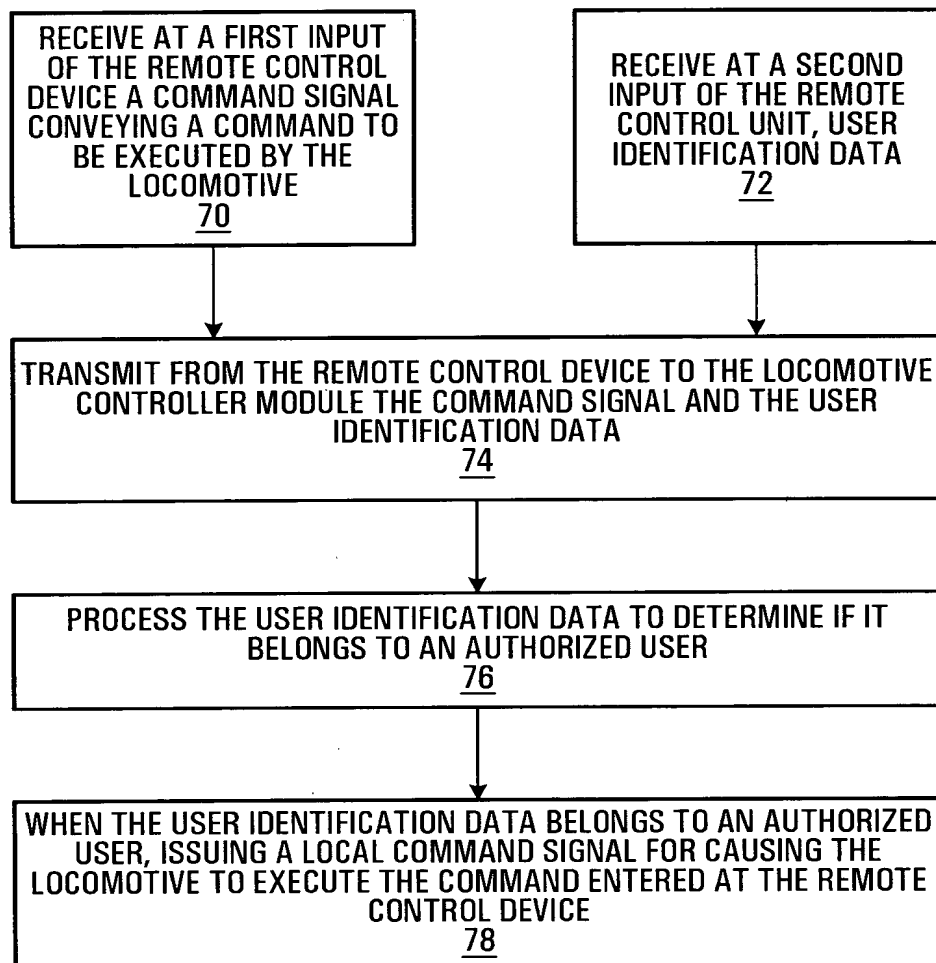 RECEIVE AT A FIRST INPUT
OF THE REMOTE CONTROL
DEVICE A COMMAND SIGNAL
CONVEYING A COMMAND TO
BE EXECUTED BY THE
LOCOMOTIVE
70
RECEIVE AT A SECOND
INPUT OF THE REMOTE
CONTROL UNIT, USER
IDENTIFICATION DATA
72
TRANSMIT FROM THE REMOTE CONTROL DEVICE TO THE LOCOMOTIVE
CONTROLLER MODULE THE COMMAND SIGNAL AND THE USER
IDENTIFICATION DATA
74
PROCESS THE USER IDENTIFICATION DATA TO DETERMINE IF IT
BELONGS TO AN AUTHORIZED USER
76
WHEN THE USER IDENTIFICATION DATA BELONGS TO AN AUTHORIZED
USER, ISSUING A LOCAL COMMAND SIGNAL FOR CAUSING THE
LOCOMOTIVE TO EXECUTE THE COMMAND ENTERED AT THE REMOTE
CONTROL DEVICE
78